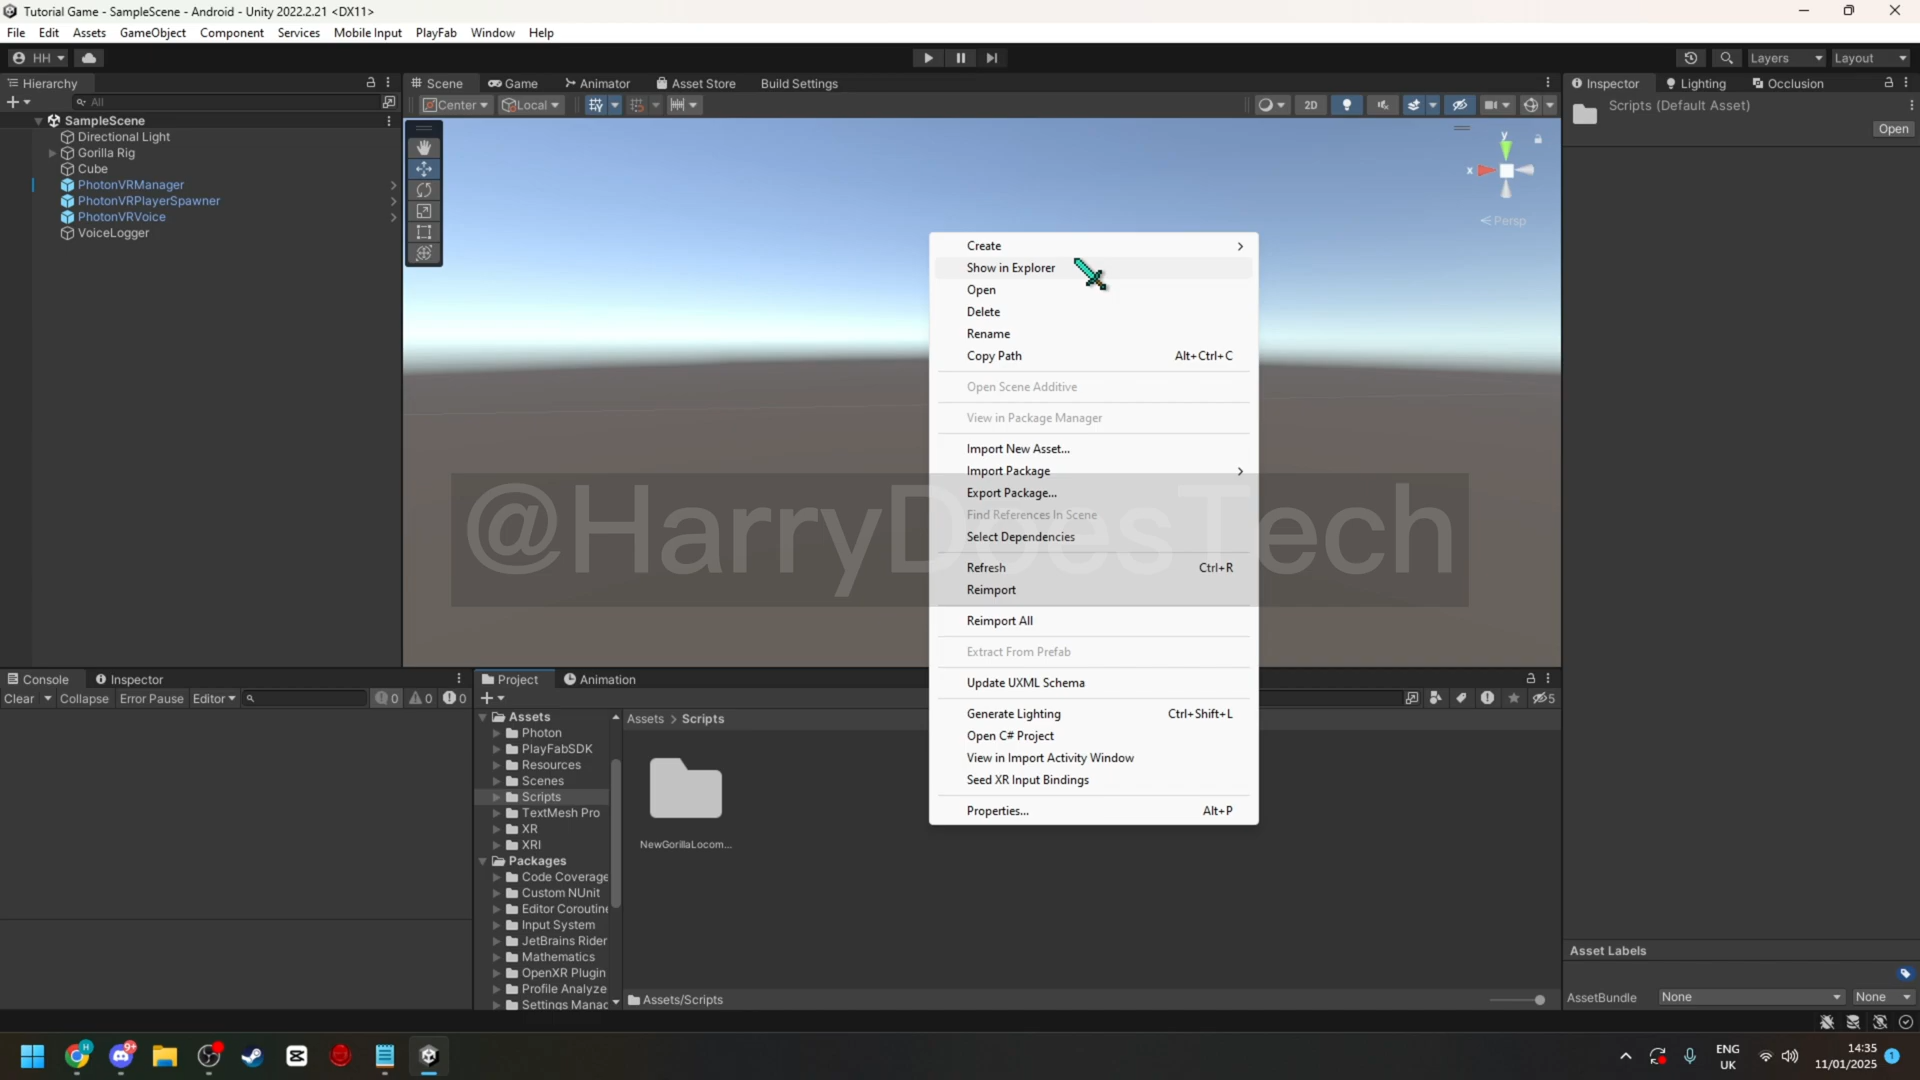 Tutorial Game - SampleScene - Android - Unity 2022.2.21 <DX11>
File Edit Assets GameObject Component Services Mobile Input PlayFab Window Help
HH Layers Layout
Hierarchy
All
SampleScene
Directional Light
Gorilla Rig
Cube
PhotonVRManager
PhotonVRPlayerSpawner
PhotonVRVoice
VoiceLogger
Scene Game Animator Asset Store Build Settings
Center Local 2D
y
x
Persp
Inspector Lighting Occlusion
Scripts (Default Asset)
Open
Create
Show in Explorer
Open
Delete
Rename
Copy Path Alt+Ctrl+C
Open Scene Additive
View in Package Manager
Import New Asset...
Import Package
Export Package...
Find References In Scene
Select Dependencies
Refresh Ctrl+R
Reimport
Reimport All
Extract From Prefab
Update UXML Schema
Generate Lighting Ctrl+Shift+L
Open C# Project
View in Import Activity Window
Seed XR Input Bindings
Properties... Alt+P
@HarryDoesTech
Console Inspector
Clear Collapse Error Pause Editor 0 0 0
Project Animation
5
Assets
Photon
PlayFabSDK
Resources
Scenes
Scripts
TextMesh Pro
XR
XRI
Packages
Code Coverage
Custom NUnit
Editor Coroutine
Input System
JetBrains Rider
Mathematics
OpenXR Plugin
Profile Analyze
Settings Manac
Assets > Scripts
NewGorillaLocom...
Assets/Scripts
Asset Labels
AssetBundle None None
H 9+
ENG
UK
14:35
11/01/2025
1